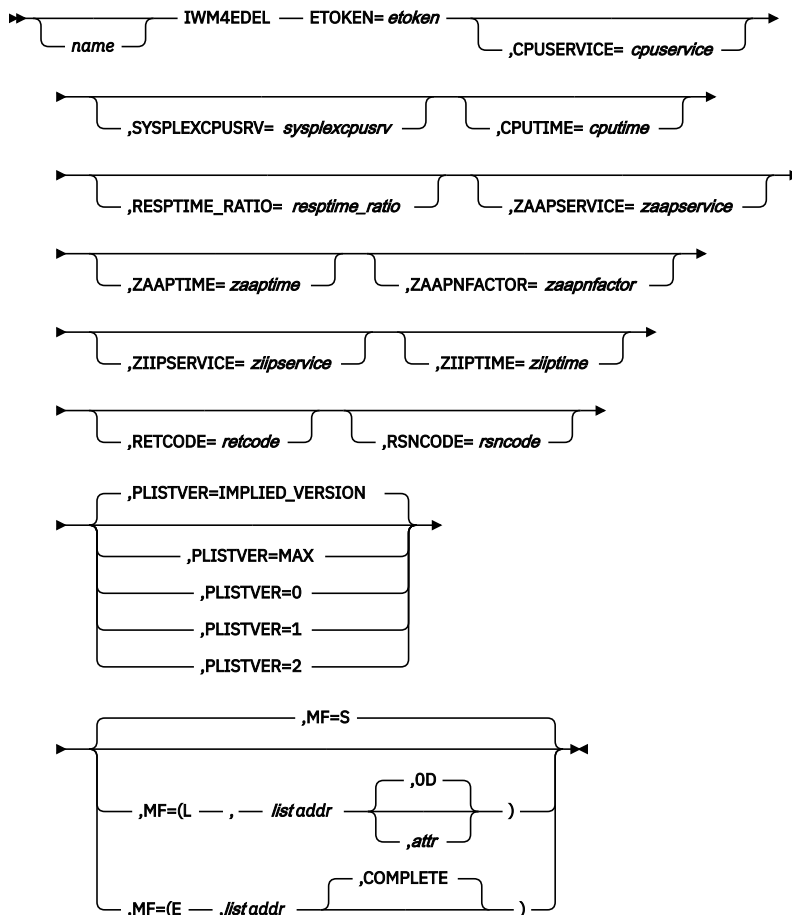 IWM4EDEL ETOKEN= etoken
name ,CPUSERVICE= cpuservice
,SYSPLEXCPUSRV= sysplexcpusrv ,CPUTIME= cputime
,RESPTIME_RATIO= resptime_ratio ,ZAAPSERVICE= zaapservice
,ZAAPTIME= zaaptime ,ZAAPNFACTOR= zaapnfactor
,ZIIPSERVICE= ziipservice ,ZIIPTIME= ziiptime
,RETCODE= retcode ,RSNCODE= rsncode
,PLISTVER=IMPLIED_VERSION
,PLISTVER=MAX
,PLISTVER=0
,PLISTVER=1
,PLISTVER=2
,MF=S
,0D
,MF=(L , list addr )
,attr
,COMPLETE
,MF=(E ,list addr )